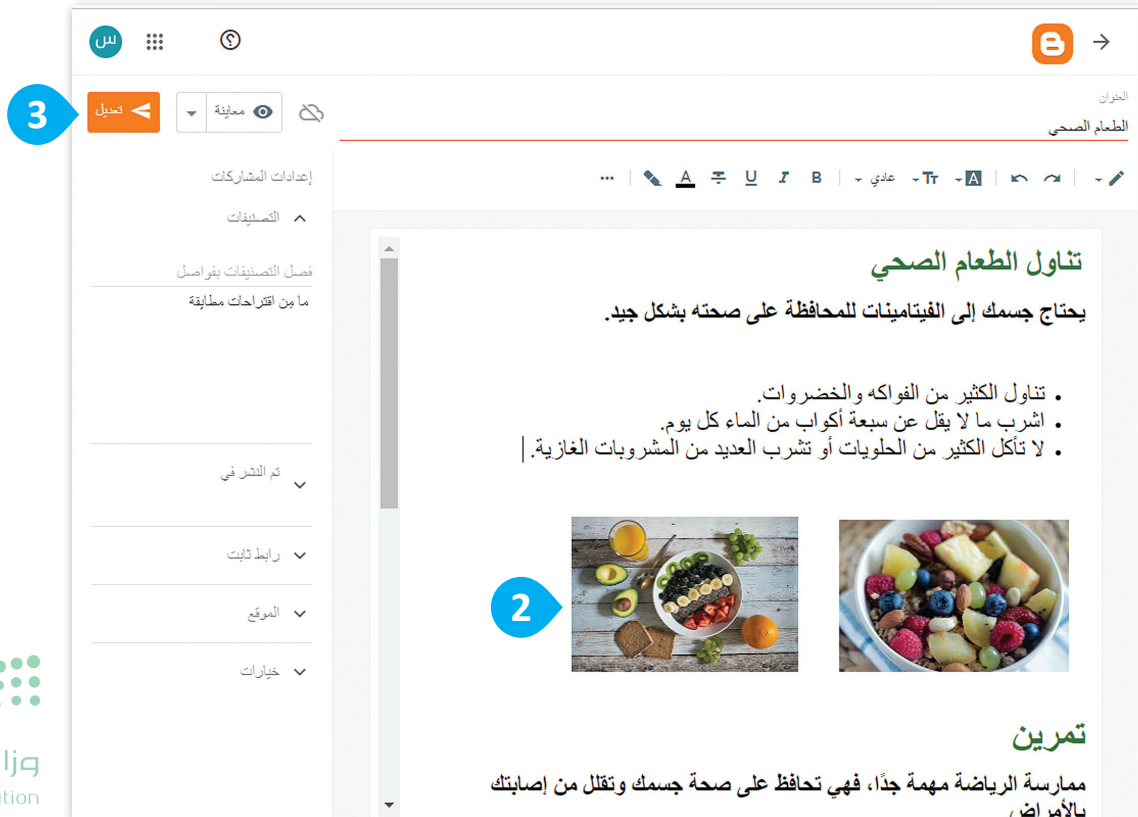 س
العنوان
الطعام الصحي
3
تعديل
معاينة
إعدادات المشاركات
التصنيفات
فصل التصنيفات بفواصل
ما مِن اقتراحات مطابِقة
تم النشر في
رابط ثابت
الموقع
خيارات
عادي
B I U A
تناول الطعام الصحي
يحتاج جسمك إلى الفيتامينات للمحافظة على صحته بشكل جيد.
• تناول الكثير من الفواكه والخضروات.
• اشرب ما لا يقل عن سبعة أكواب من الماء كل يوم.
• لا تأكل الكثير من الحلويات أو تشرب العديد من المشروبات الغازية.
2
تمرين
ممارسة الرياضة مهمة جدًا، فهي تحافظ على صحة جسمك وتقلل من إصابتك
بالأمراض
وزا
tion